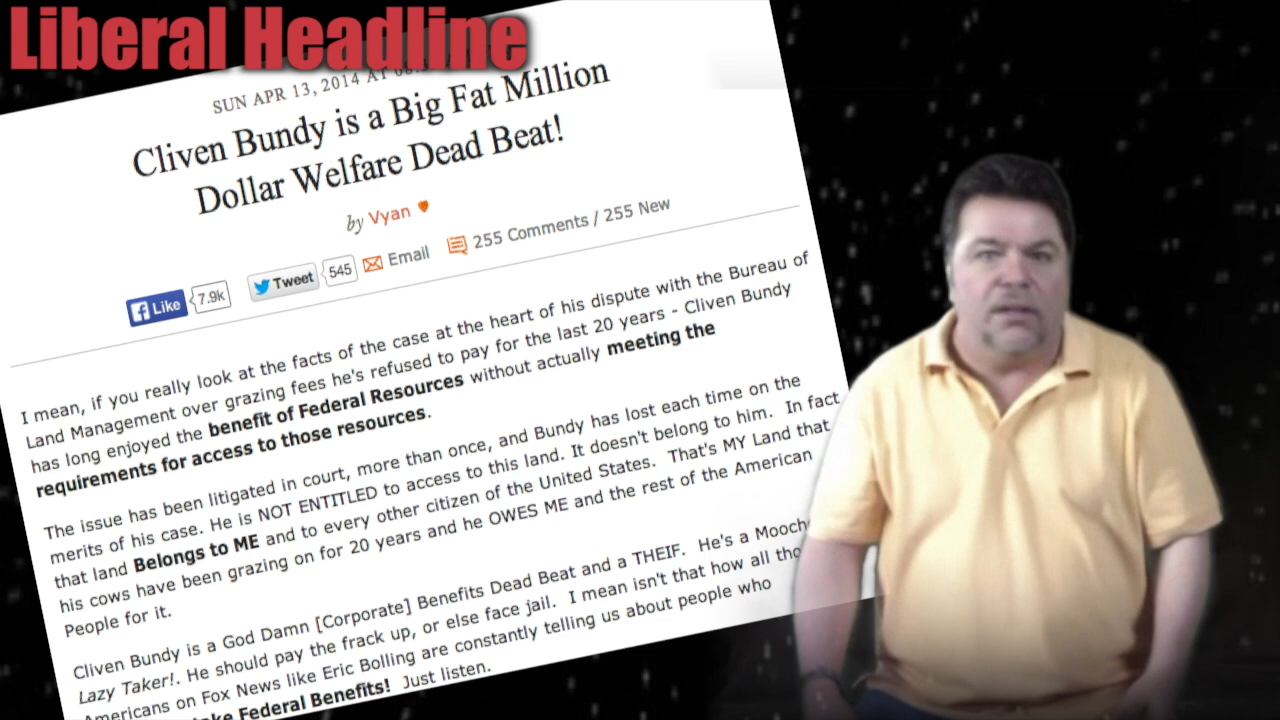 Liberal Headline
SUN APR 13, 2014 AT
Cliven Bundy is a Big Fat Million
Dollar Welfare Dead Beat!
by Vyan
Like 7.9k Tweet 545 Email 255 Comments / 255 New
I mean, if you really look at the facts of the case at the heart of his dispute with the Bureau of
Land Management over grazing fees he's refused to pay for the last 20 years - Cliven Bundy
has long enjoyed the benefit of Federal Resources without actually meeting the
requirements for access to those resources.
The issue has been litigated in court, more than once, and Bundy has lost each time on the
merits of his case. He is NOT ENTITLED to access to this land. It doesn't belong to him. In fact
that land Belongs to ME and to every other citizen of the United States. That's MY Land that
his cows have been grazing on for 20 years and he OWES ME and the rest of the American
People for it.
Cliven Bundy is a God Damn [Corporate] Benefits Dead Beat and a THEIF. He's a
Lazy Taker!. He should pay the frack up, or else face jail. I mean isn't that how all
Americans on Fox News like Eric Bolling are constantly telling us about people who
Federal Benefits! Just listen.